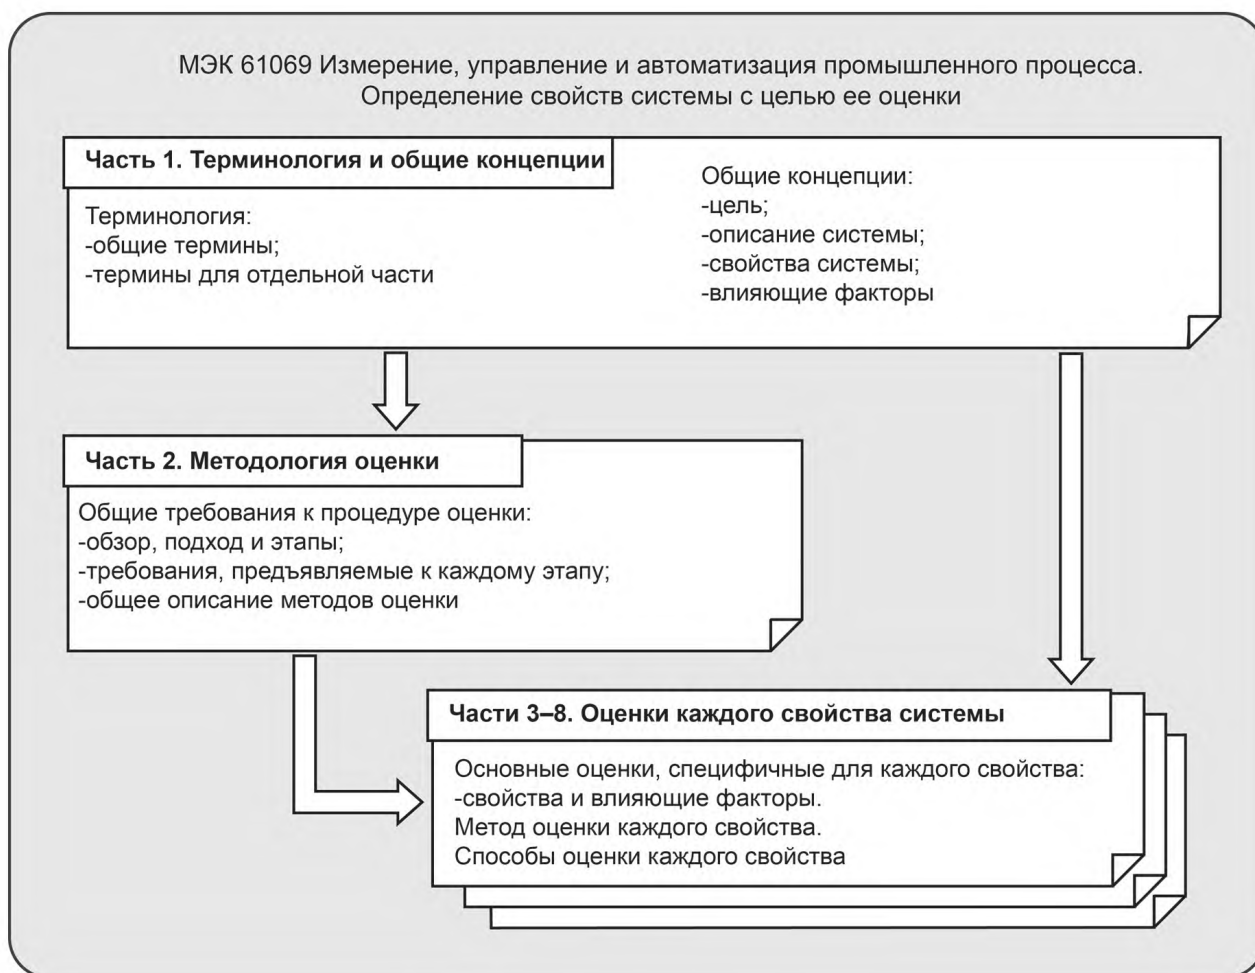 МЭК 61069 Измерение, управление и автоматизация промышленного процесса.
Определение свойств системы с целью ее оценки
Часть 1. Терминология и общие концепции
Терминология:
-общие термины;
-термины для отдельной части
Общие концепции:
-цель;
-описание системы;
-свойства системы;
-влияющие факторы
Часть 2. Методология оценки
Общие требования к процедуре оценки:
-обзор, подход и этапы;
-требования, предъявляемые к каждому этапу;
-общее описание методов оценки
Части 3–8. Оценки каждого свойства системы
Основные оценки, специфичные для каждого свойства:
-свойства и влияющие факторы.
Метод оценки каждого свойства.
Способы оценки каждого свойства